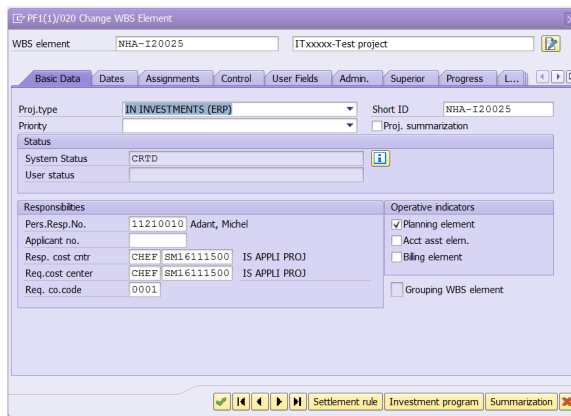 PF1(1)/020 Change WBS Element
WBS element NHA-I20025 ITxxxxx-Test project
Basic Data Dates Assignments Control User Fields Admin. Superior Progress L...
Proj.type IN INVESTMENTS (ERP) Short ID NHA-I20025
Priority Proj. summarization
Status
System Status CRTD
User status
Responsibilties Operative indicators
Pers.Resp.No. 11210010 Adant, Michel Planning element
Applicant no. Acct asst elem.
Resp. cost cntr CHEF SM16111500 IS APPLI PROJ Billing element
Req.cost center CHEF SM16111500 IS APPLI PROJ
Req. co.code 0001 Grouping WBS element
Settlement rule Investment program Summarization